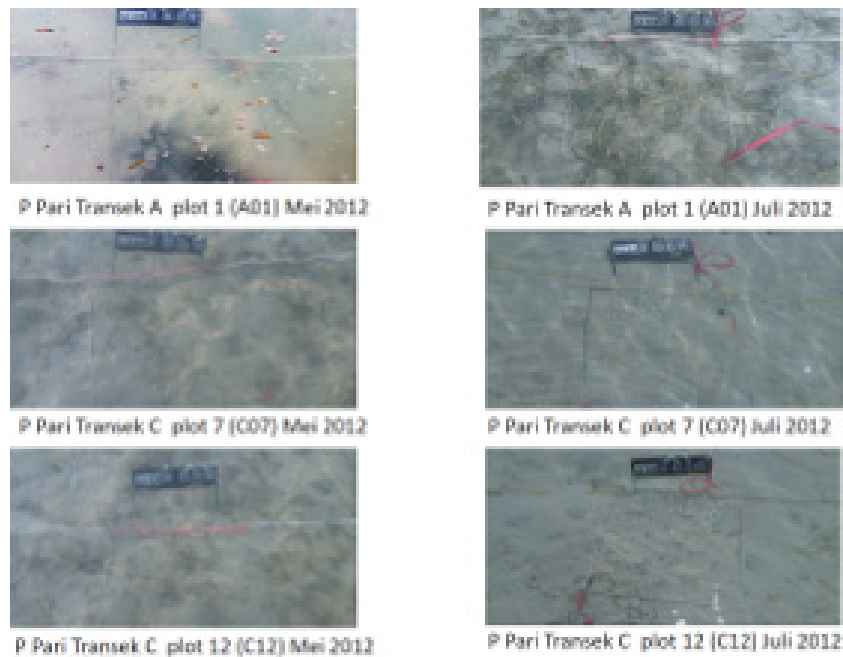 P Pari Transek A plot 1 (A01) Mei 2012
P Pari Transek A plot 1 (A01) Juli 2012
P Pari Transek C plot 7 (C07) Mei 2012
P Pari Transek C plot 7 (C07) Juli 2012
P Pari Transek C plot 12 (C12) Mei 2012
P Pari Transek C plot 12 (C12) Juli 2012